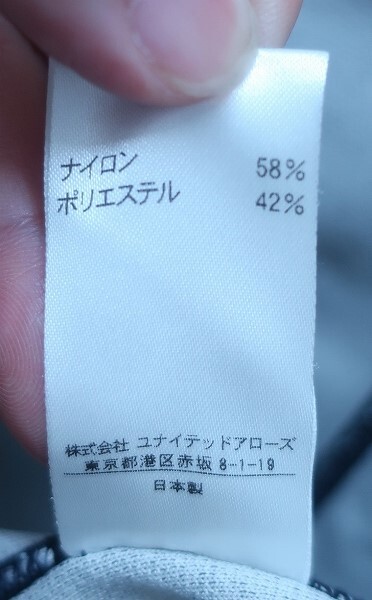 ナイロン 58%
ポリエステル 42%
株式会社 ユナイテッドアローズ
東京都港区赤坂 8-1-19
日本製